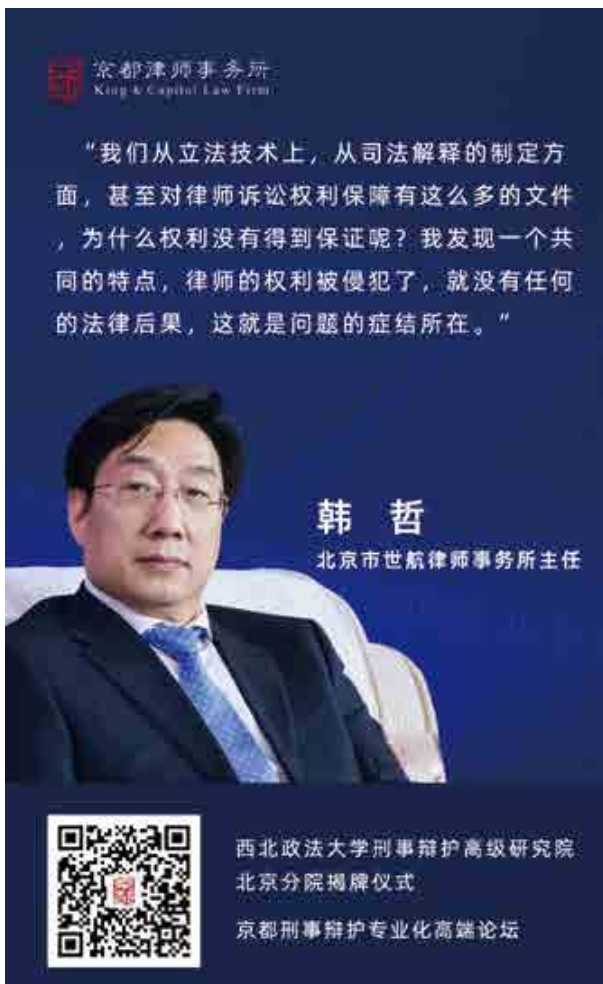 京都律师事务所
King & Capital Law Firm
“我们从立法技术上，从司法解释的制定方
面，甚至对律师诉讼权利保障有这么多的文件
，为什么权利没有得到保证呢？我发现一个共
同的特点，律师的权利被侵犯了，就没有任何
的法律后果，这就是问题的症结所在。”
韩 哲
北京市世航律师事务所主任
西北政法大学刑事辩护高级研究院
北京分院揭牌仪式
京都刑事辩护专业化高端论坛